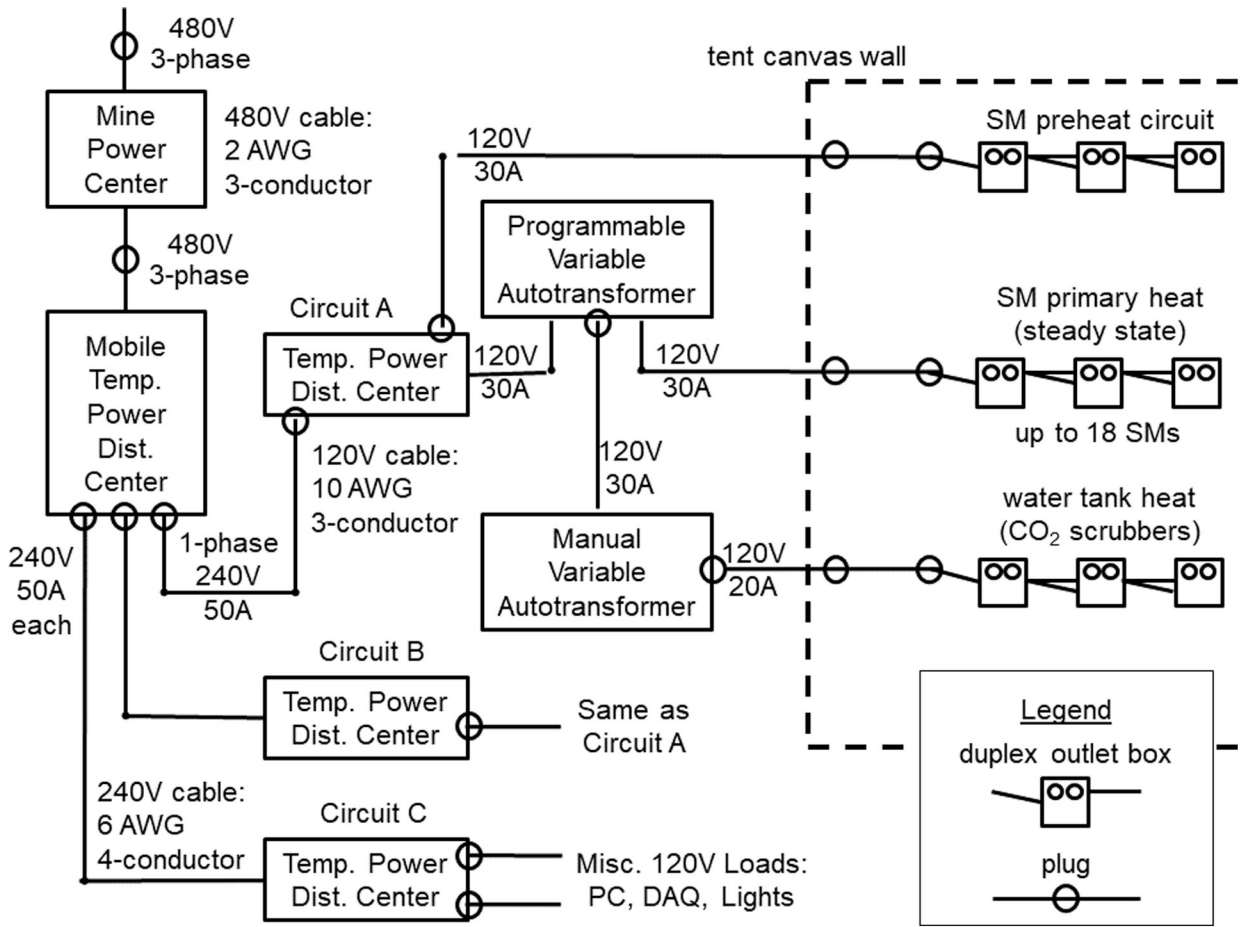 480V
3-phase
Mine
Power
Center
480V cable:
2 AWG
3-conductor
480V
3-phase
Mobile
Temp.
Power
Dist.
Center
240V
50A
each
1-phase
240V
50A
Circuit A
Temp. Power
Dist. Center
120V cable:
10 AWG
3-conductor
120V
30A
120V
30A
Programmable
Variable
Autotransformer
120V
30A
120V
30A
Manual
Variable
Autotransformer
120V
20A
tent canvas wall
SM preheat circuit
SM primary heat
(steady state)
up to 18 SMs
water tank heat
(CO₂ scrubbers)
Circuit B
Temp. Power
Dist. Center
Same as
Circuit A
240V cable:
6 AWG
4-conductor
Circuit C
Temp. Power
Dist. Center
Misc. 120V Loads:
PC, DAQ, Lights
Legend
duplex outlet box
plug